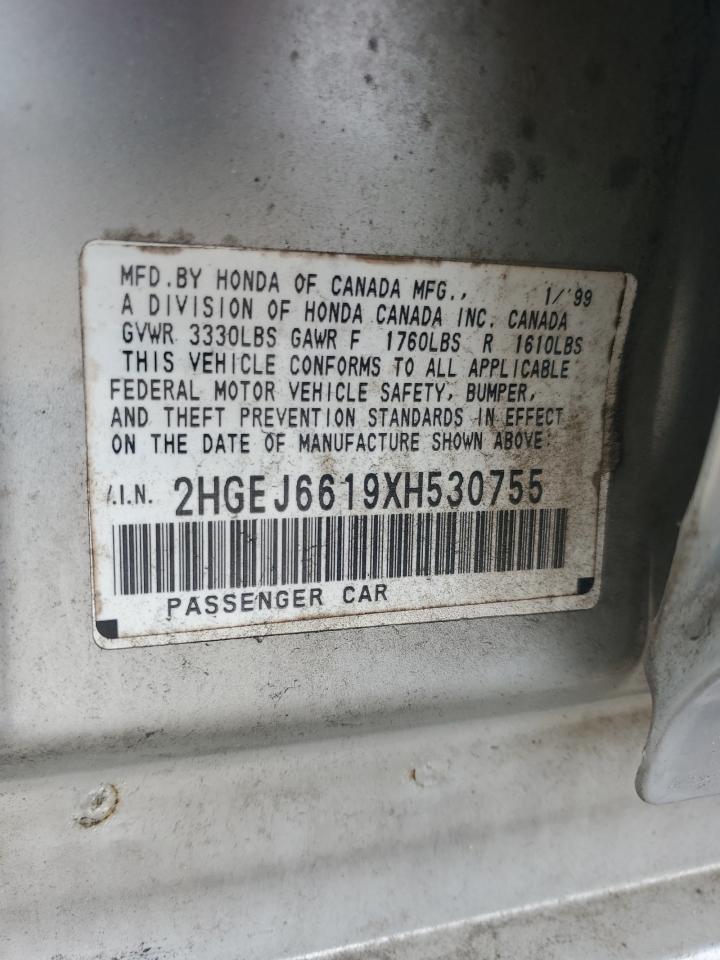 MFD.BY HONDA OF CANADA MFG., 1/'99
A DIVISION OF HONDA CANADA INC. CANADA
GVWR 3330LBS GAWR F 1760LBS R 1610LBS
THIS VEHICLE CONFORMS TO ALL APPLICABLE
FEDERAL MOTOR VEHICLE SAFETY, BUMPER,
AND THEFT PREVENTION STANDARDS IN EFFECT
ON THE DATE OF MANUFACTURE SHOWN ABOVE.
V.I.N. 2HGEJ6619XH530755
PASSENGER CAR